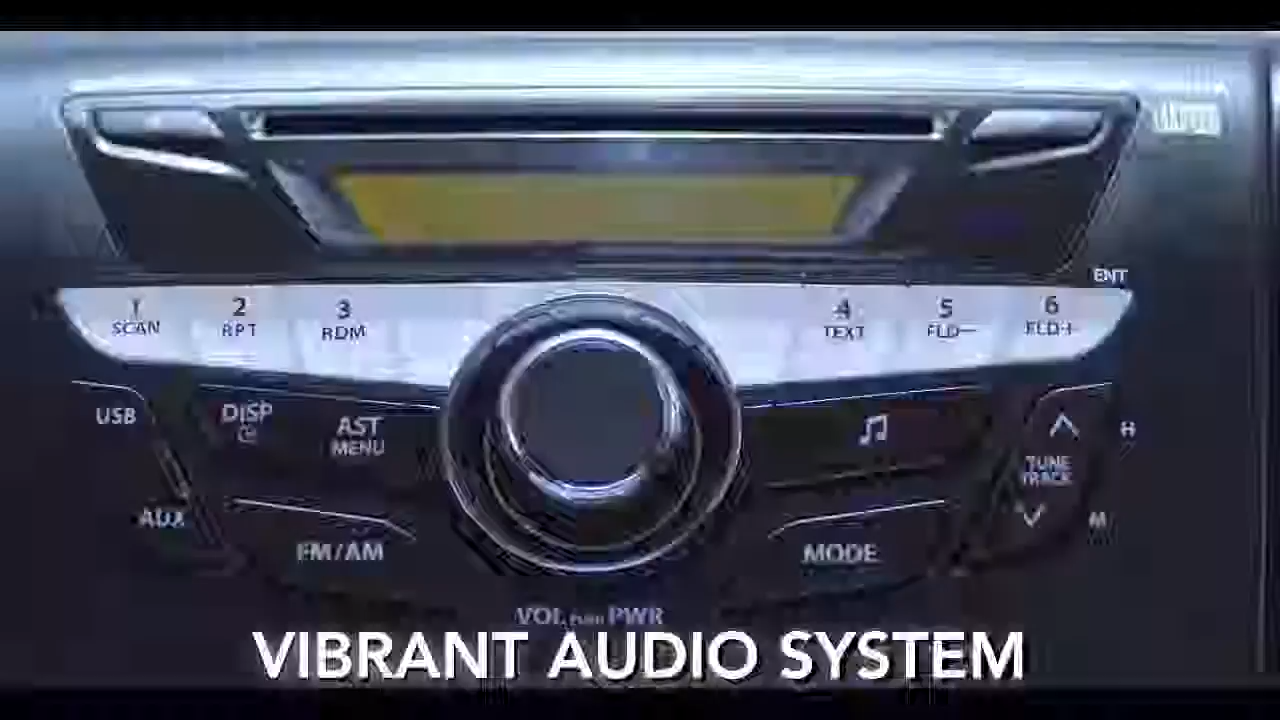 ENT
1 2 3 4 5 6
SCAN RPT RDM TEXT FLD− FLD+
USB DISP AST MENU H
TUNE TRACK
AUX M
FM/AM MODE
VOL PUSH PWR
VIBRANT AUDIO SYSTEM